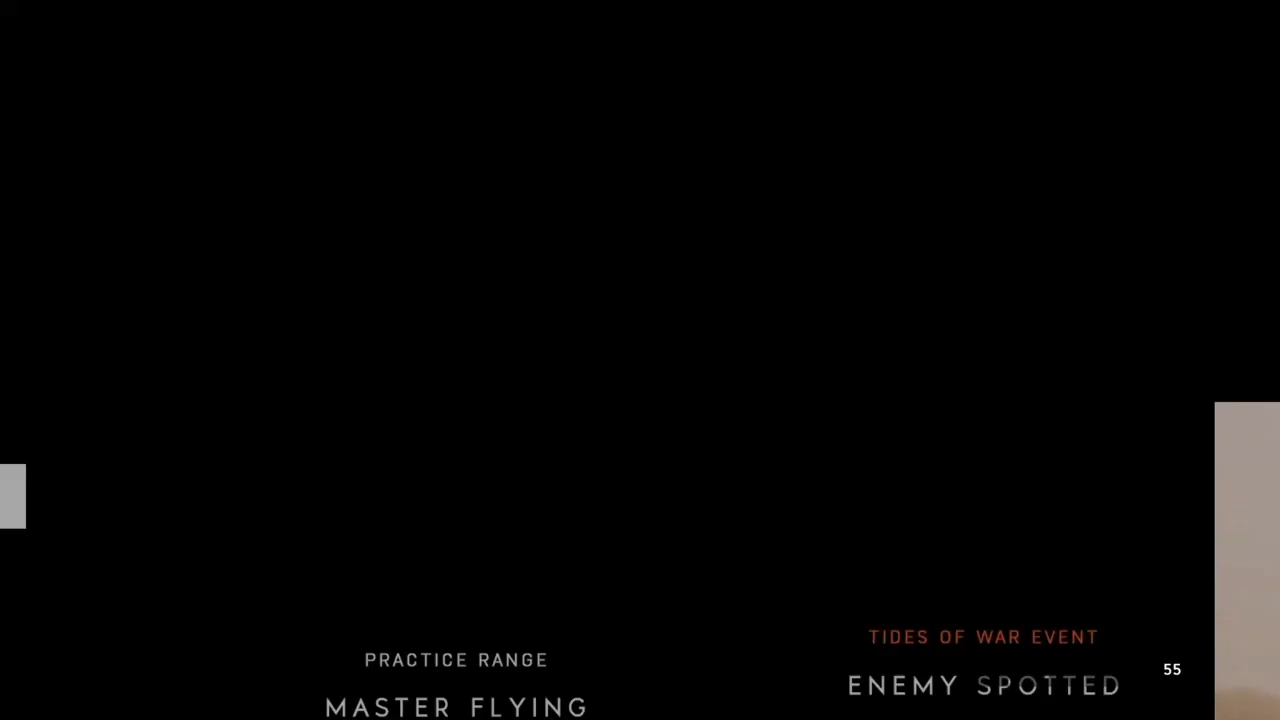 TIDES OF WAR EVENT
PRACTICE RANGE
55
ENEMY SPOTTED
MASTER FLYING